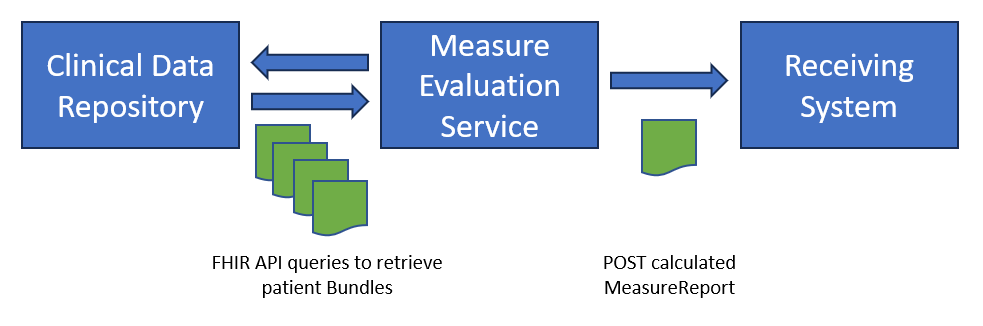 Clinical Data
Repository
Measure
Evaluation
Service
Receiving
System
FHIR API queries to retrieve
patient Bundles
POST calculated
MeasureReport